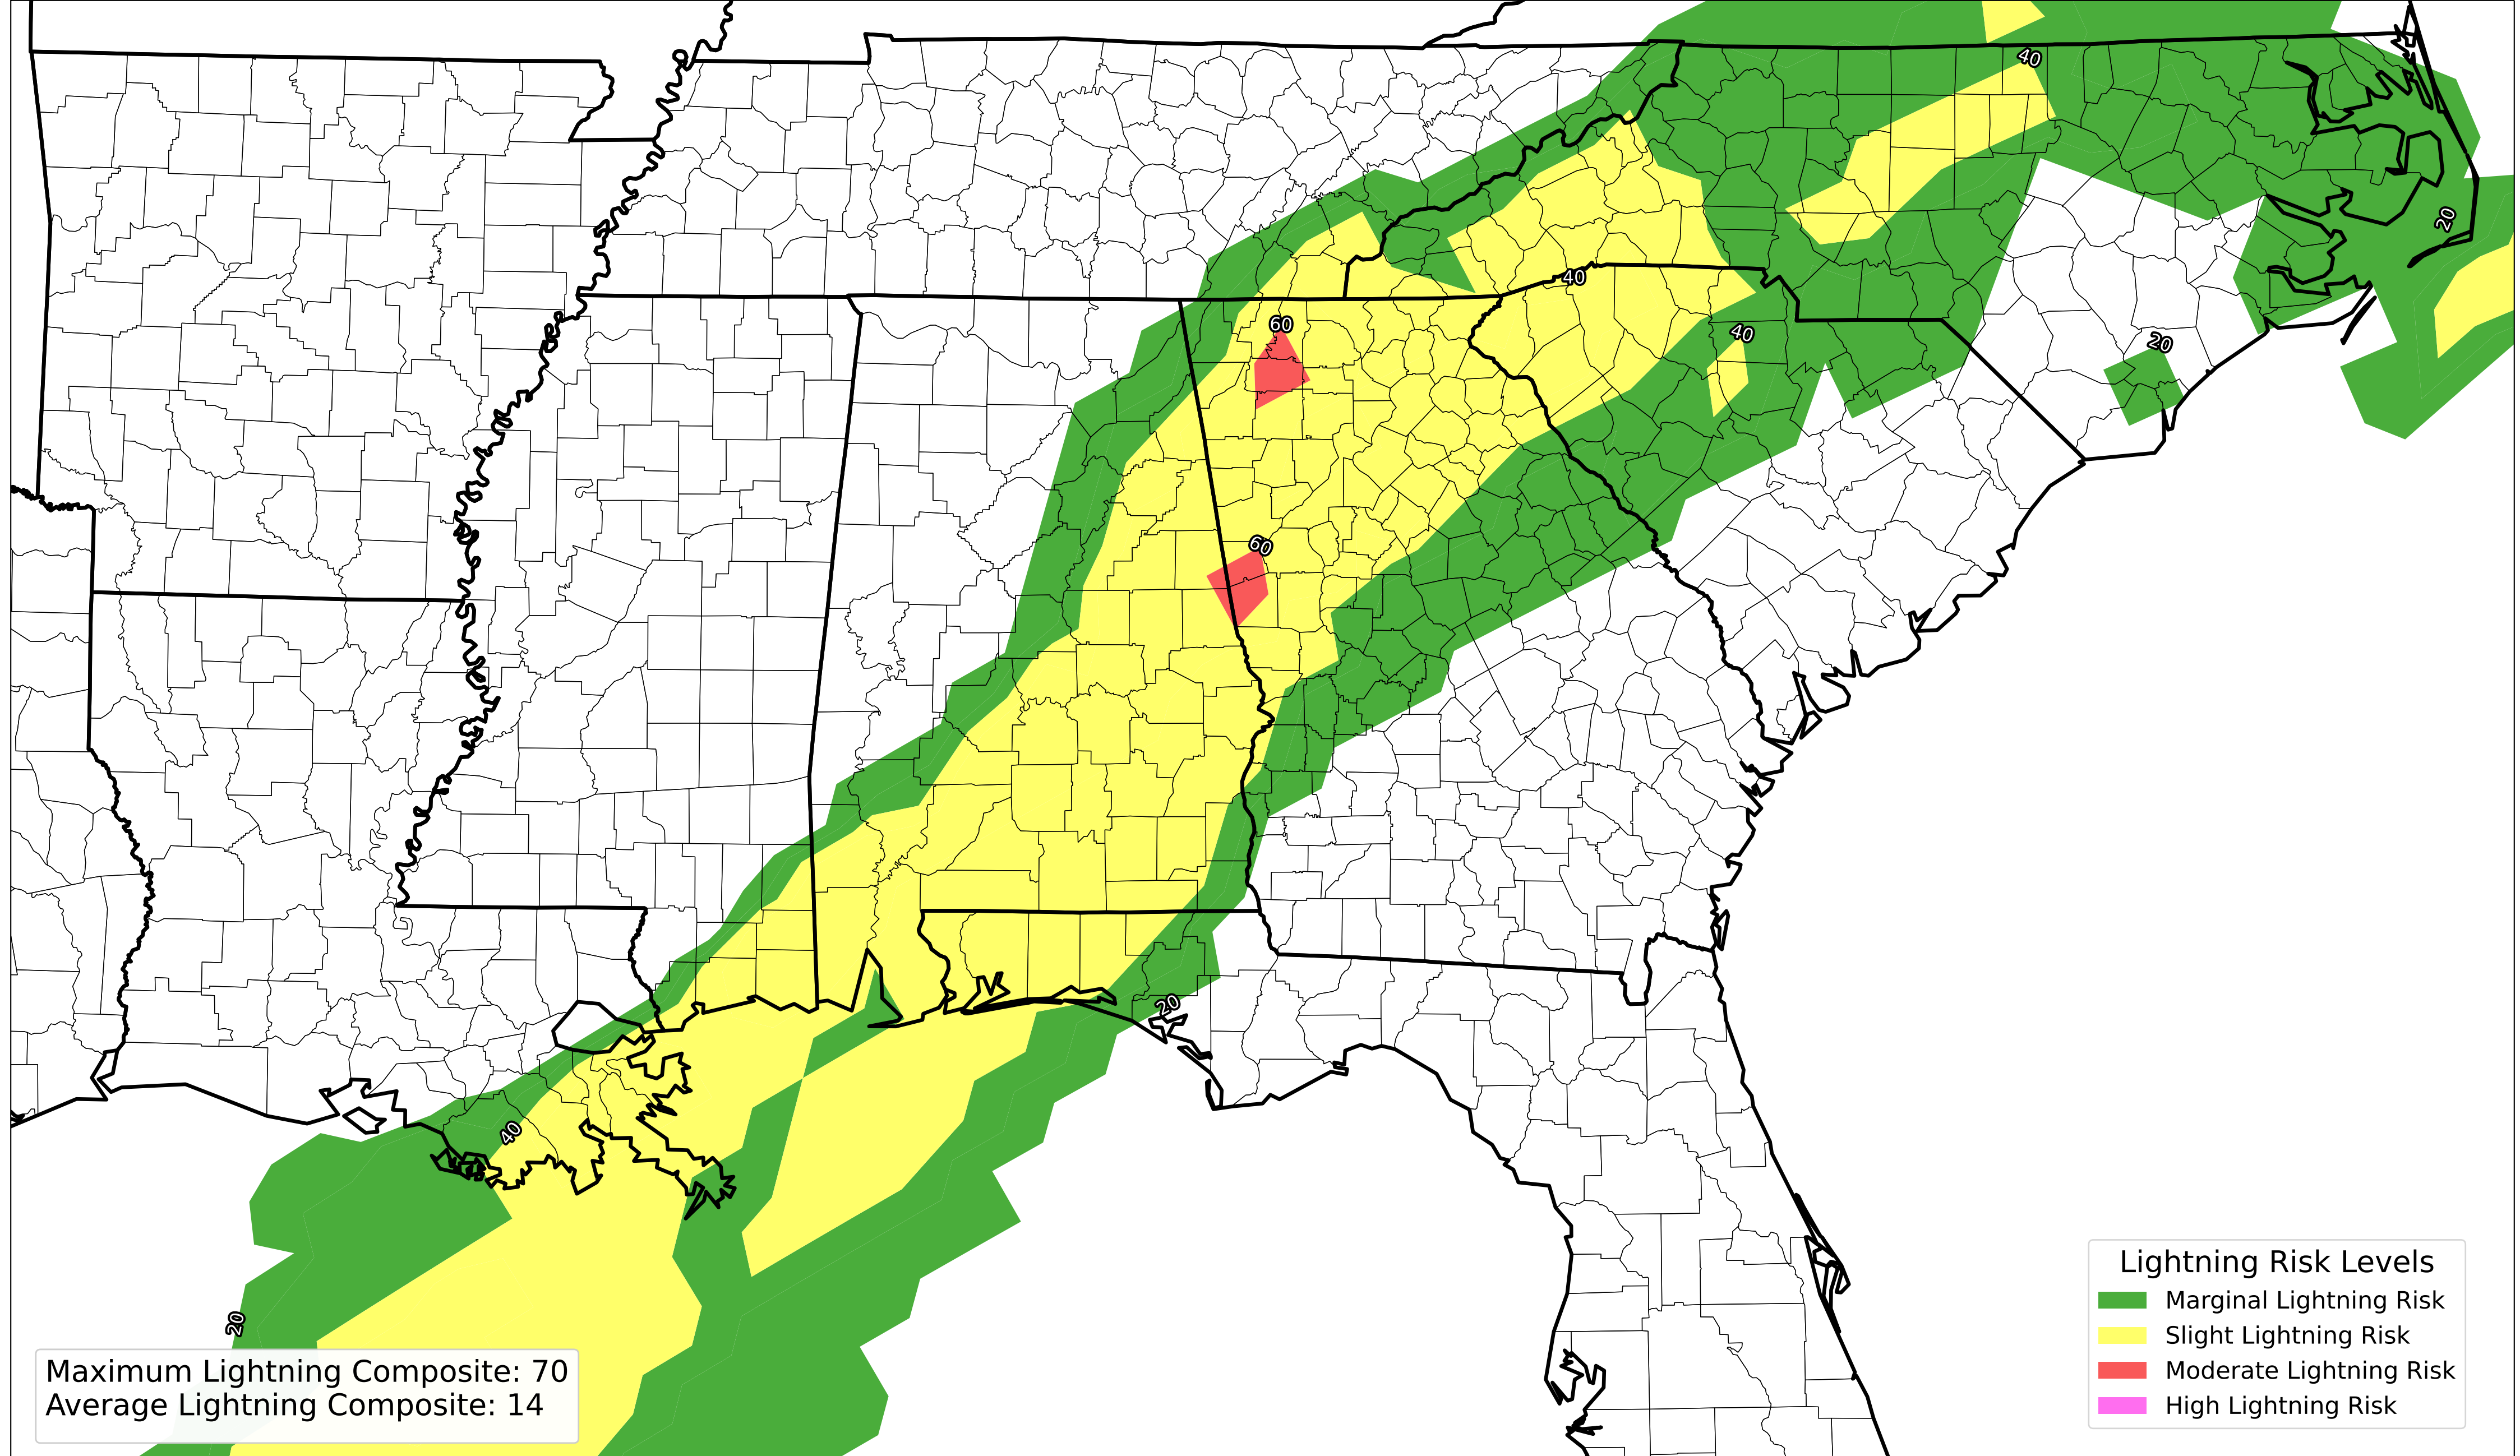 40
20
40
60
40
20
60
20
40
20
Maximum Lightning Composite: 70
Average Lightning Composite: 14
Lightning Risk Levels
Marginal Lightning Risk
Slight Lightning Risk
Moderate Lightning Risk
High Lightning Risk